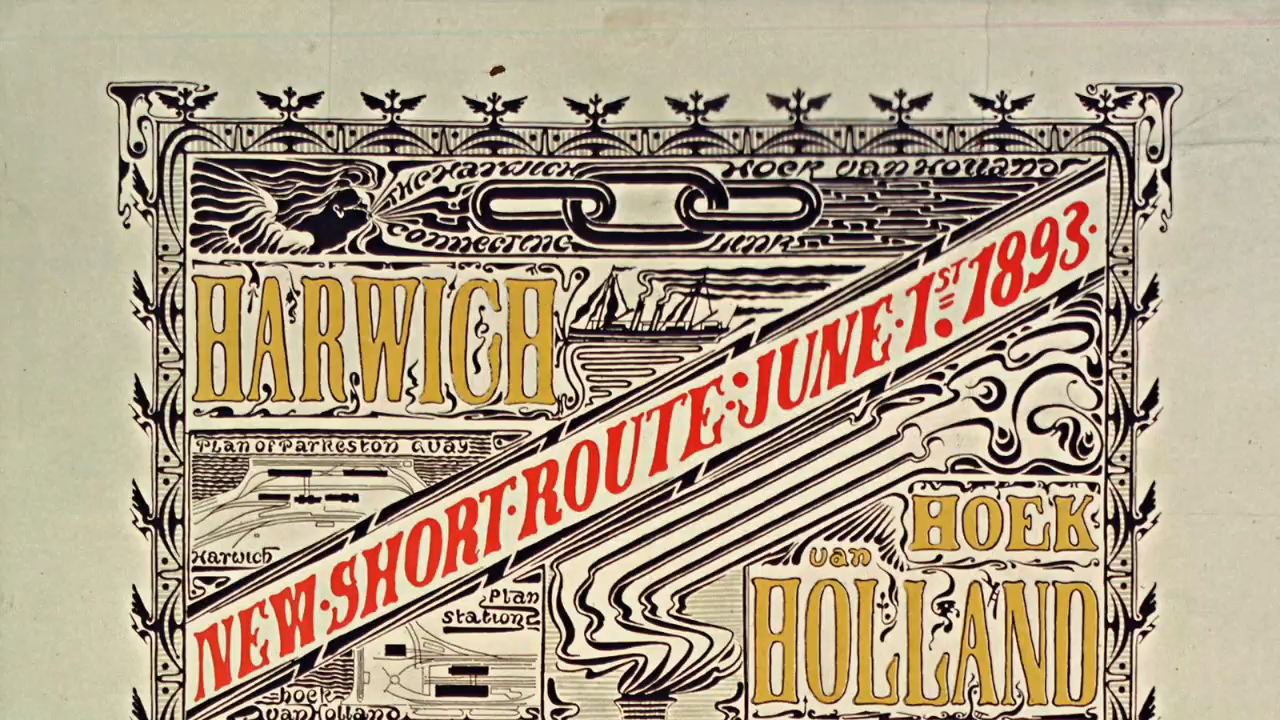 THE HARWICH HOEK VAN HOLLAND
CONNECTING LINK
HARWICH
NEW·SHORT·ROUTE·JUNE·1ST·1893·
Plan of Parkeston Quay
Harwich
HOEK
van
HOLLAND
Plan
station
hoek
van Holland